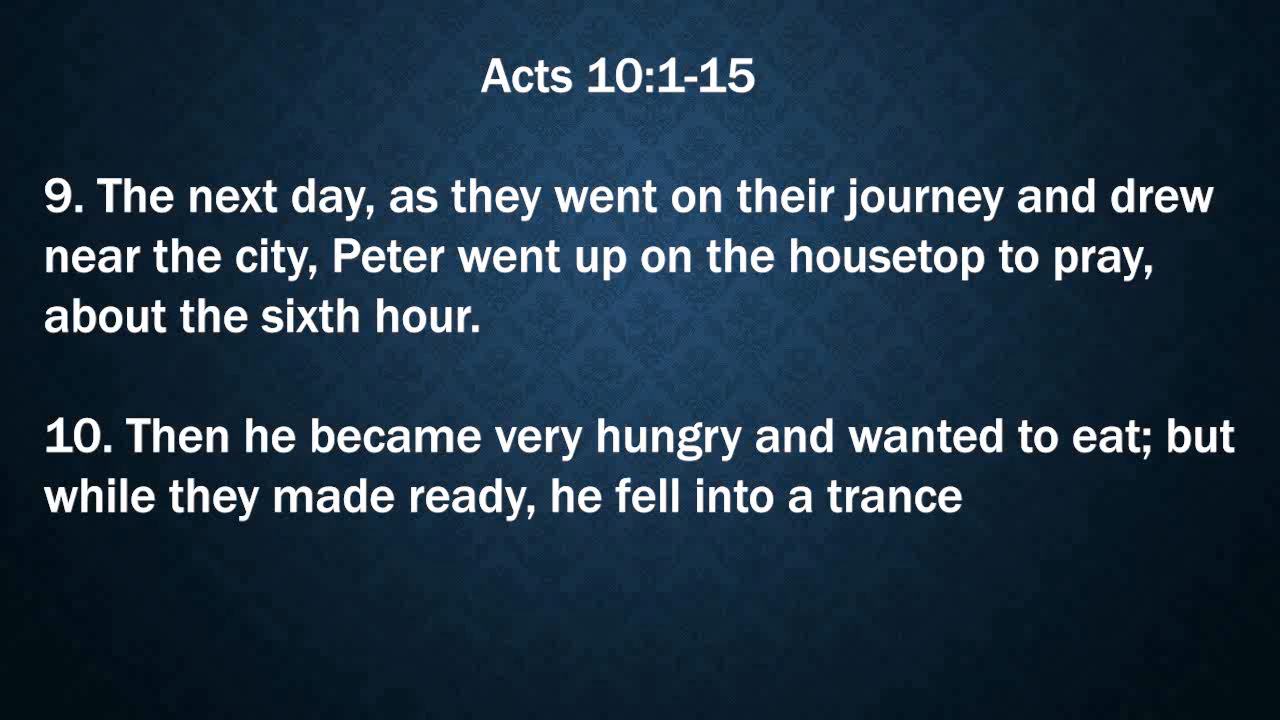 Acts 10:1-15
9. The next day, as they went on their journey and drew
near the city, Peter went up on the housetop to pray,
about the sixth hour.
10. Then he became very hungry and wanted to eat; but
while they made ready, he fell into a trance